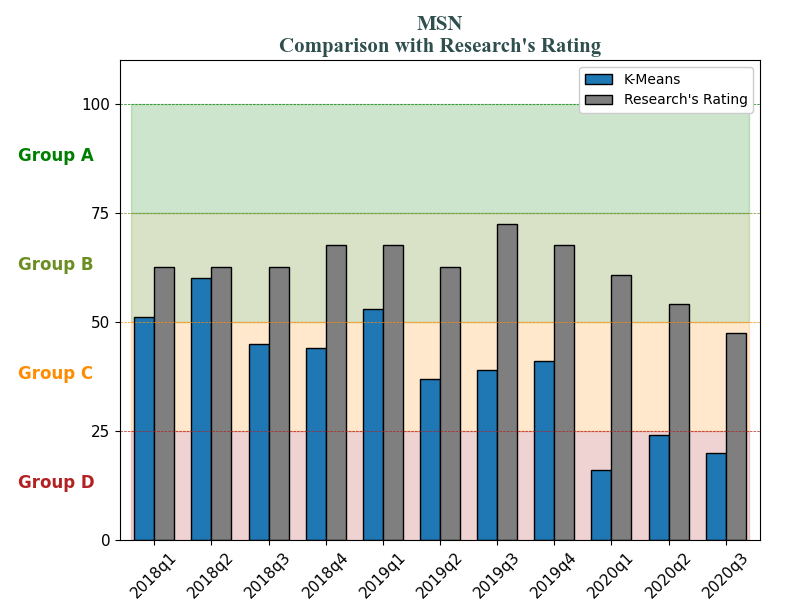 MSN
Comparison with Research's Rating
K-Means
Research's Rating
100
Group A
75
Group B
50
Group C
25
Group D
0
2018q1
2018q2
2018q3
2018q4
2019q1
2019q2
2019q3
2019q4
2020q1
2020q2
2020q3